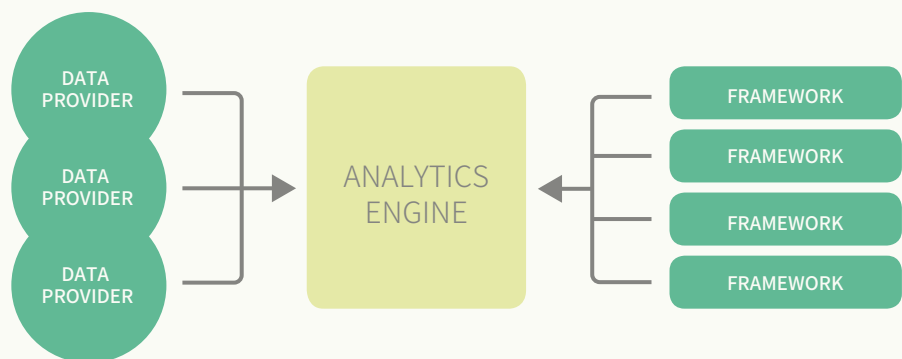 DATA
PROVIDER
DATA
PROVIDER
DATA
PROVIDER
ANALYTICS
ENGINE
FRAMEWORK
FRAMEWORK
FRAMEWORK
FRAMEWORK